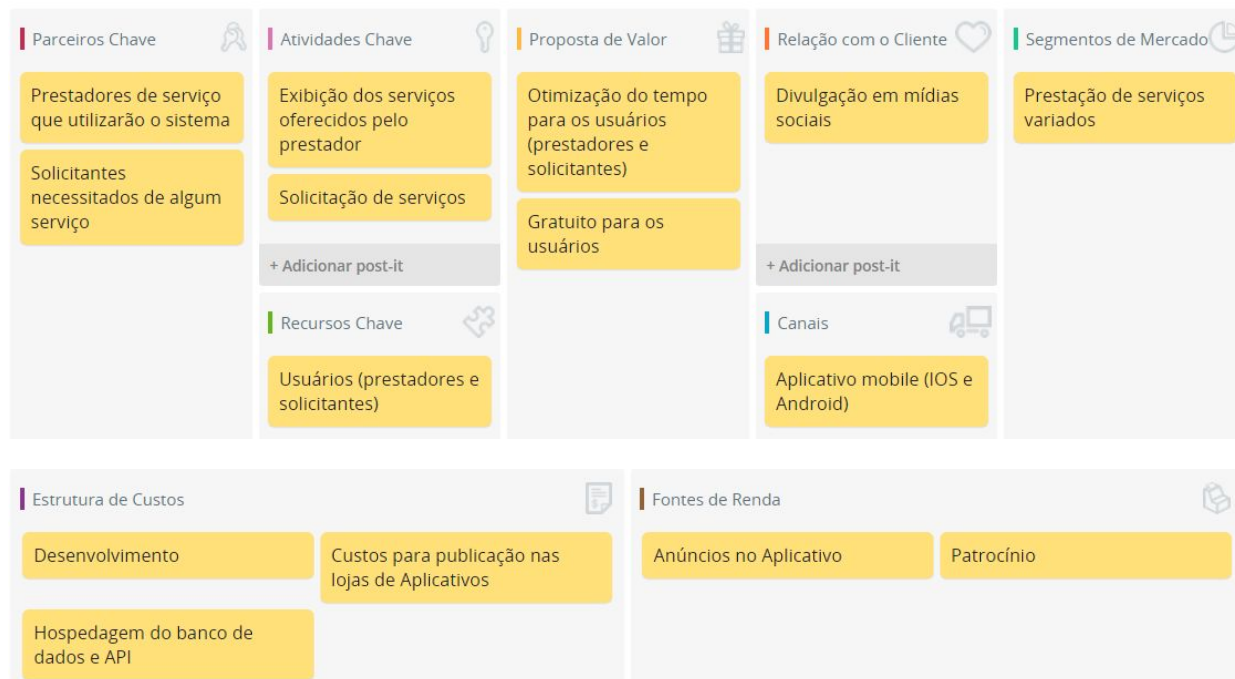 Parceiros Chave
Prestadores de serviço
que utilizarão o sistema
Solicitantes
necessitados de algum
serviço
Atividades Chave
Exibição dos serviços
oferecidos pelo
prestador
Solicitação de serviços
+ Adicionar post-it
Recursos Chave
Usuários (prestadores e
solicitantes)
Proposta de Valor
Otimização do tempo
para os usuários
(prestadores e
solicitantes)
Gratuito para os
usuários
Relação com o Cliente
Divulgação em mídias
sociais
+ Adicionar post-it
Canais
Aplicativo mobile (IOS e
Android)
Segmentos de Mercado
Prestação de serviços
variados
Estrutura de Custos
Desenvolvimento
Custos para publicação nas
lojas de Aplicativos
Hospedagem do banco de
dados e API
Fontes de Renda
Anúncios no Aplicativo
Patrocínio